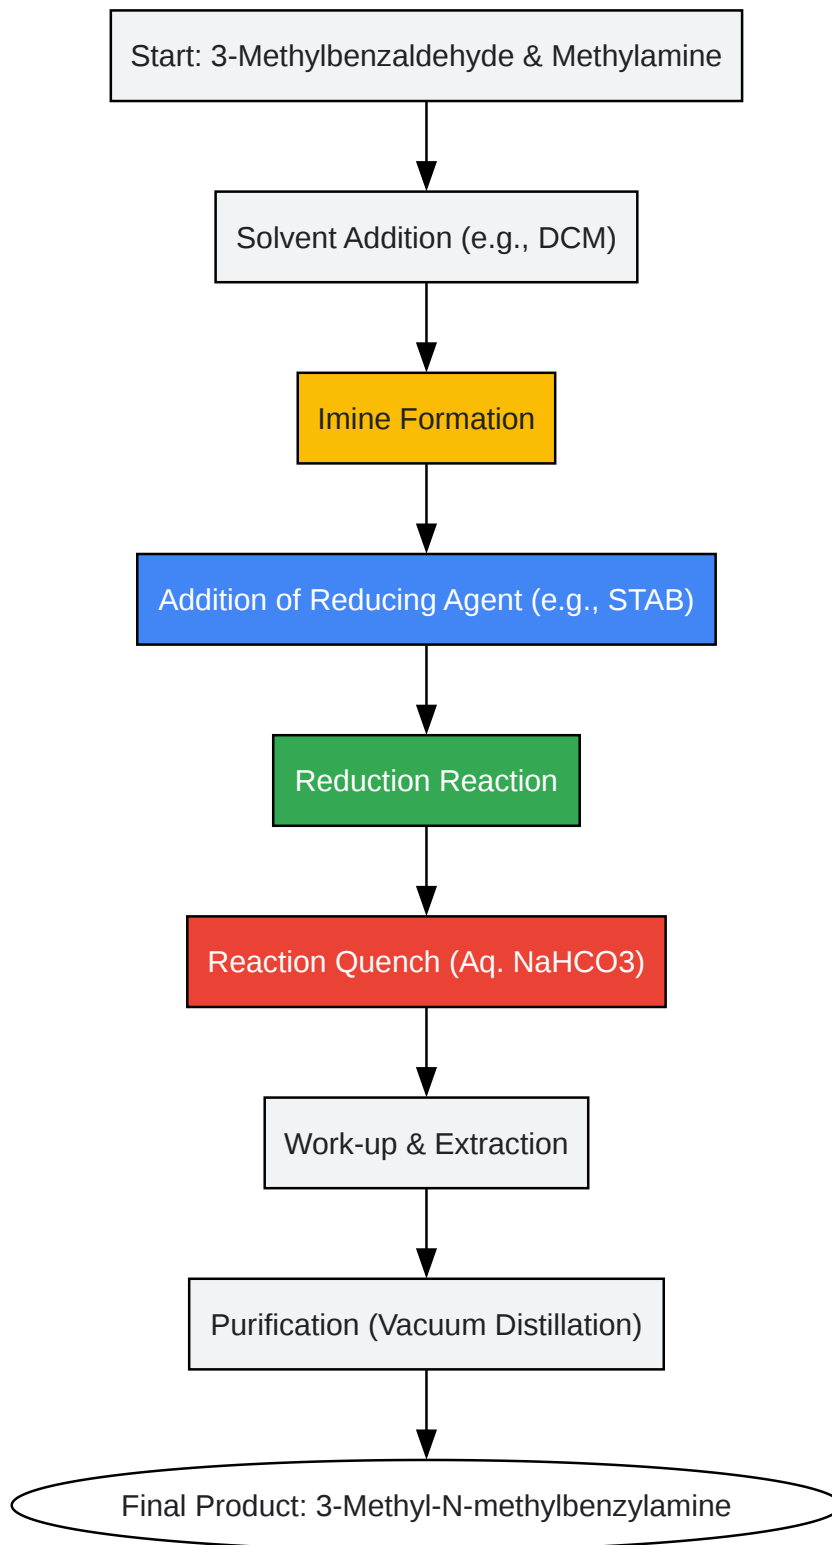 Start: 3-Methylbenzaldehyde & Methylamine
Solvent Addition (e.g., DCM)
Imine Formation
Addition of Reducing Agent (e.g., STAB)
Reduction Reaction
Reaction Quench (Aq. NaHCO3)
Work-up & Extraction
Purification (Vacuum Distillation)
Final Product: 3-Methyl-N-methylbenzylamine